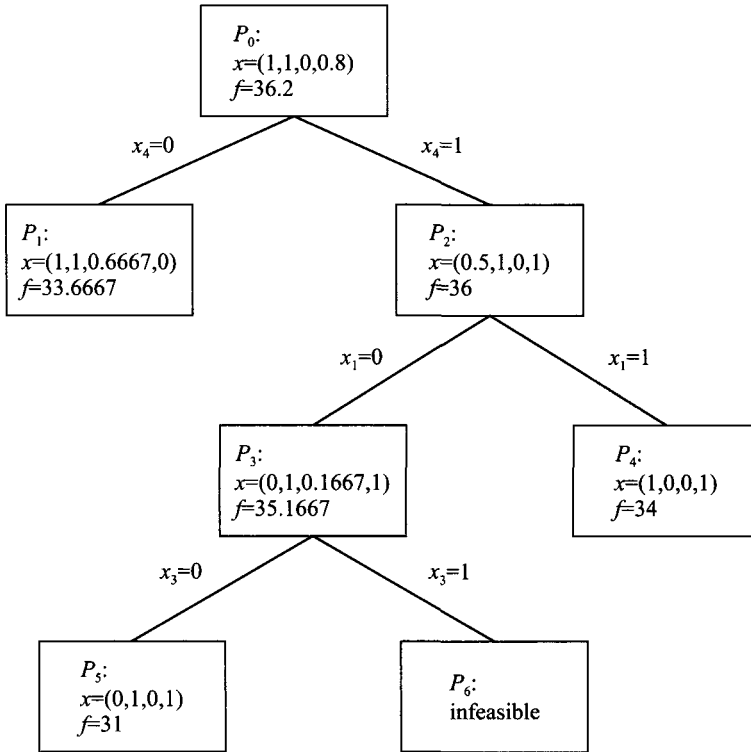 P₀:
x=(1,1,0,0.8)
f=36.2
x₄=0
x₄=1
P₁:
x=(1,1,0.6667,0)
f=33.6667
P₂:
x=(0.5,1,0,1)
f=36
x₁=0
x₁=1
P₃:
x=(0,1,0.1667,1)
f=35.1667
P₄:
x=(1,0,0,1)
f=34
x₃=0
x₃=1
P₅:
x=(0,1,0,1)
f=31
P₆:
infeasible